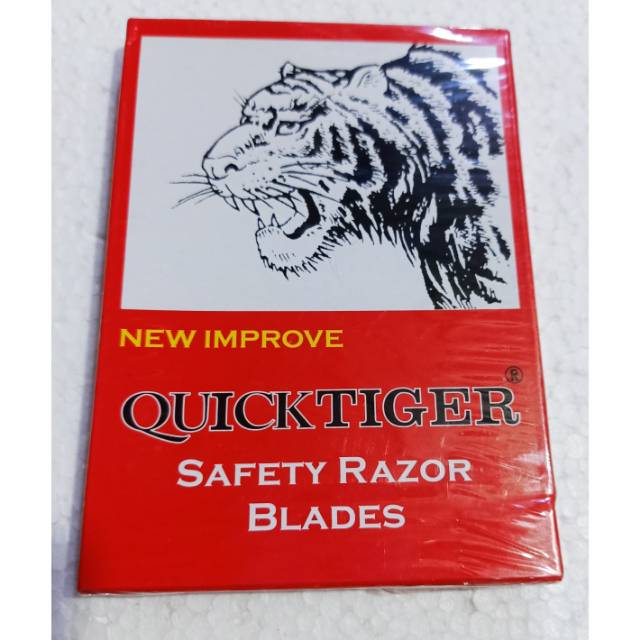 NEW IMPROVE
QUICKTIGER®
SAFETY RAZOR
BLADES